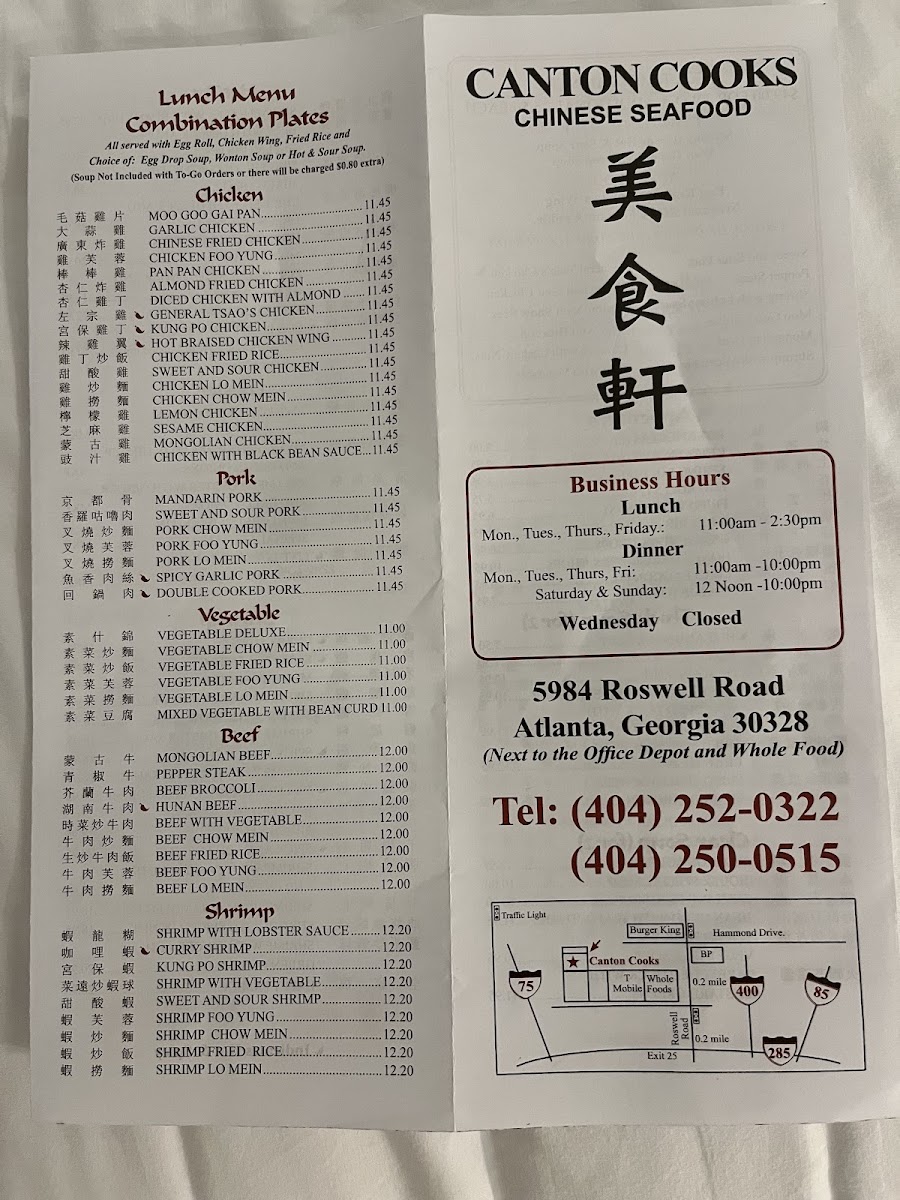 Lunch Menu
Combination Plates
All served with Egg Roll, Chicken Wing, Fried Rice and
Choice of: Egg Drop Soup, Wonton Soup or Hot & Sour Soup.
(Soup Not Included with To-Go Orders or there will be charged $0.80 extra)
Chicken
毛菇雞片 MOO GOO GAI PAN 11.45
大蒜雞 GARLIC CHICKEN 11.45
廣東炸雞 CHINESE FRIED CHICKEN 11.45
雞芙蓉 CHICKEN FOO YUNG 11.45
棒棒雞 PAN PAN CHICKEN 11.45
杏仁炸雞 ALMOND FRIED CHICKEN 11.45
杏仁雞丁 DICED CHICKEN WITH ALMOND 11.45
左宗雞 GENERAL TSAO'S CHICKEN 11.45
宮保雞丁 KUNG PO CHICKEN 11.45
辣雞翼 HOT BRAISED CHICKEN WING 11.45
雞丁炒飯 CHICKEN FRIED RICE 11.45
甜酸雞 SWEET AND SOUR CHICKEN 11.45
雞炒麵 CHICKEN LO MEIN 11.45
雞撈麵 CHICKEN CHOW MEIN 11.45
檸檬雞 LEMON CHICKEN 11.45
芝麻雞 SESAME CHICKEN 11.45
蒙古雞 MONGOLIAN CHICKEN 11.45
豉汁雞 CHICKEN WITH BLACK BEAN SAUCE 11.45
Pork
京都骨 MANDARIN PORK 11.45
香羅咕嚕肉 SWEET AND SOUR PORK 11.45
叉燒炒麵 PORK CHOW MEIN 11.45
叉燒芙蓉 PORK FOO YUNG 11.45
叉燒撈麵 PORK LO MEIN 11.45
魚香肉絲 SPICY GARLIC PORK 11.45
回鍋肉 DOUBLE COOKED PORK 11.45
Vegetable
素什錦 VEGETABLE DELUXE 11.00
素菜炒麵 VEGETABLE CHOW MEIN 11.00
素菜炒飯 VEGETABLE FRIED RICE 11.00
素菜芙蓉 VEGETABLE FOO YUNG 11.00
素菜撈麵 VEGETABLE LO MEIN 11.00
素菜豆腐 MIXED VEGETABLE WITH BEAN CURD 11.00
Beef
蒙古牛 MONGOLIAN BEEF 12.00
青椒牛 PEPPER STEAK 12.00
芥蘭牛肉 BEEF BROCCOLI 12.00
湖南牛肉 HUNAN BEEF 12.00
時菜炒牛肉 BEEF WITH VEGETABLE 12.00
牛肉炒麵 BEEF CHOW MEIN 12.00
生炒牛肉飯 BEEF FRIED RICE 12.00
牛肉芙蓉 BEEF FOO YUNG 12.00
牛肉撈麵 BEEF LO MEIN 12.00
Shrimp
蝦龍糊 SHRIMP WITH LOBSTER SAUCE 12.20
咖哩蝦 CURRY SHRIMP 12.20
宮保蝦 KUNG PO SHRIMP 12.20
菜遠炒蝦球 SHRIMP WITH VEGETABLE 12.20
甜酸蝦 SWEET AND SOUR SHRIMP 12.20
蝦芙蓉 SHRIMP FOO YUNG 12.20
蝦炒麵 SHRIMP CHOW MEIN 12.20
蝦炒飯 SHRIMP FRIED RICE 12.20
蝦撈麵 SHRIMP LO MEIN 12.20
CANTON COOKS
CHINESE SEAFOOD
美
食
軒
Business Hours
Lunch
Mon., Tues., Thurs., Friday.: 11:00am - 2:30pm
Dinner
Mon., Tues., Thurs, Fri: 11:00am -10:00pm
Saturday & Sunday: 12 Noon -10:00pm
Wednesday Closed
5984 Roswell Road
Atlanta, Georgia 30328
(Next to the Office Depot and Whole Food)
Tel: (404) 252-0322
(404) 250-0515
Traffic Light
Burger King
Hammond Drive.
Canton Cooks
BP
T Mobile
Whole Foods
0.2 mile
75
400
85
Roswell Road
0.2 mile
Exit 25
285